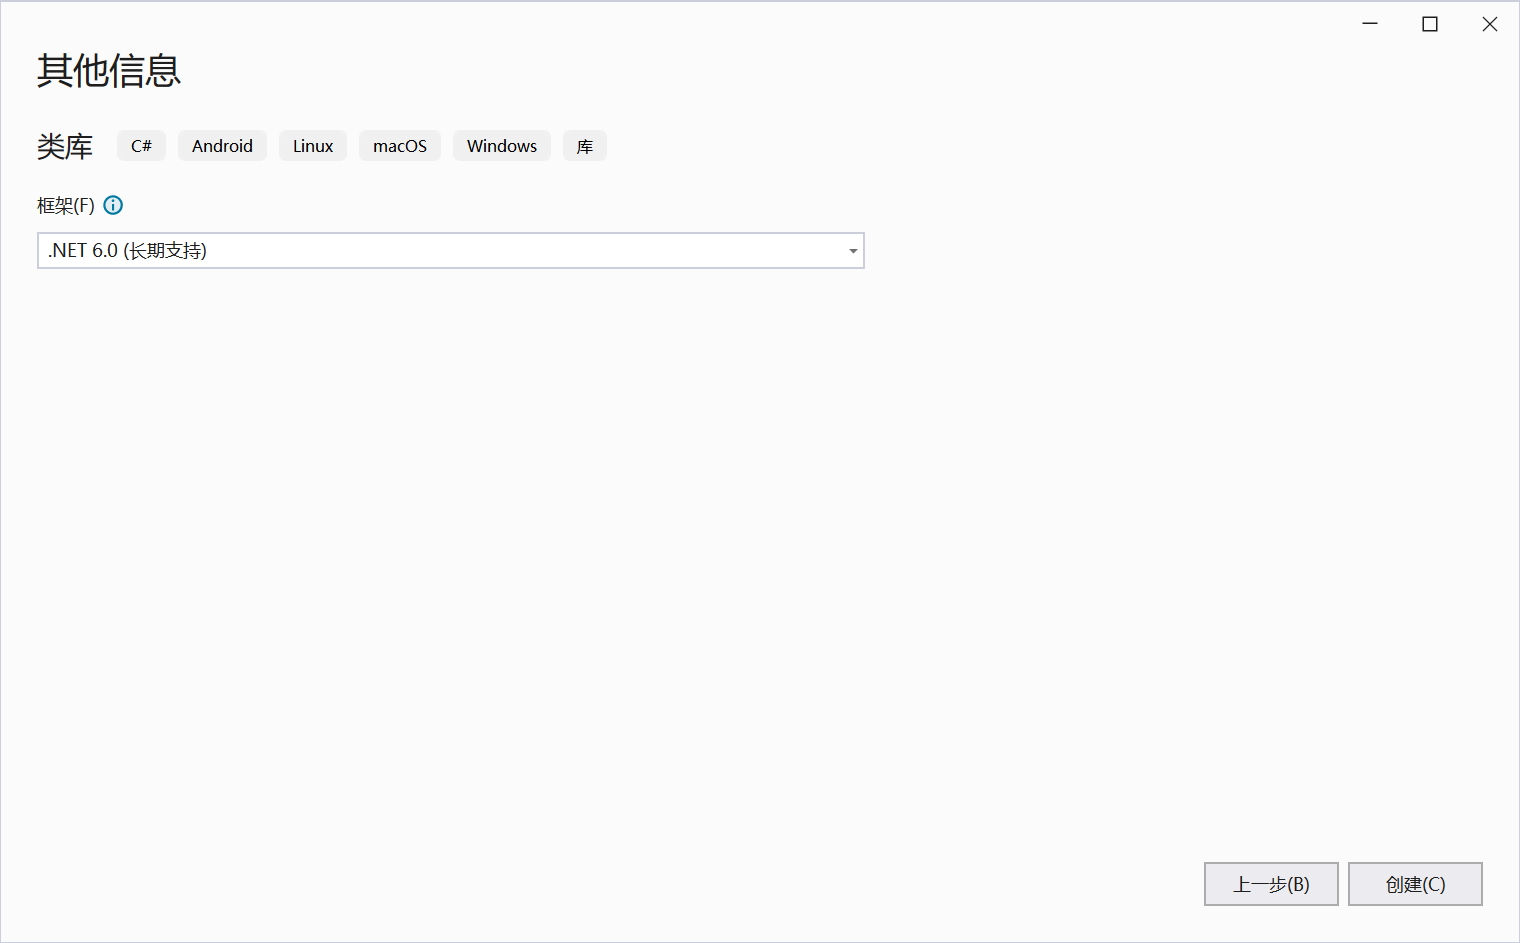 其他信息
类库 C# Android Linux macOS Windows 库
框架(F)
.NET 6.0 (长期支持)
上一步(B) 创建(C)